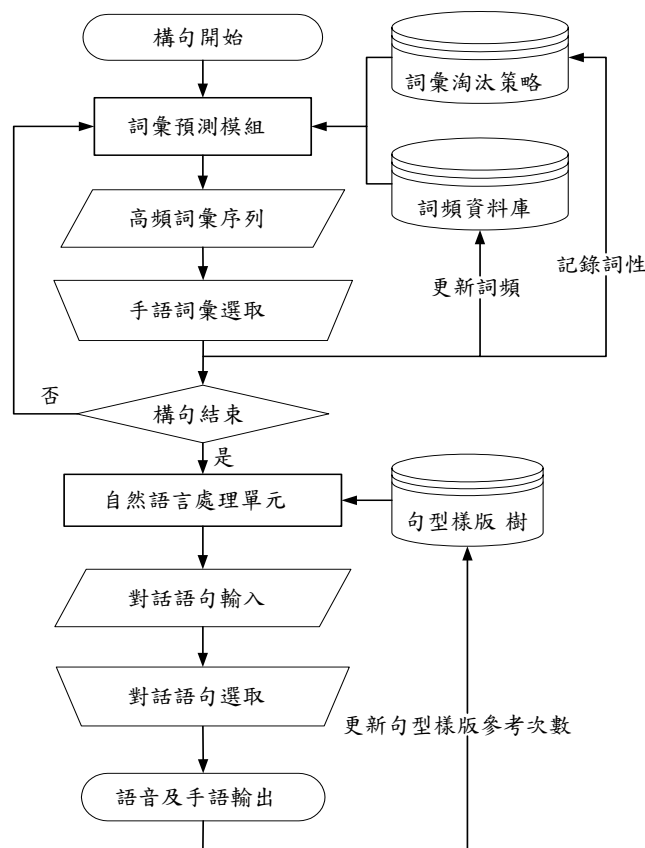 構句開始
詞彙淘汰策略
詞彙預測模組
高頻詞彙序列
詞頻資料庫
記錄詞性
更新詞頻
手語詞彙選取
否
構句結束
是
自然語言處理單元
句型樣版 樹
對話語句輸入
對話語句選取
更新句型樣版參考次數
語音及手語輸出